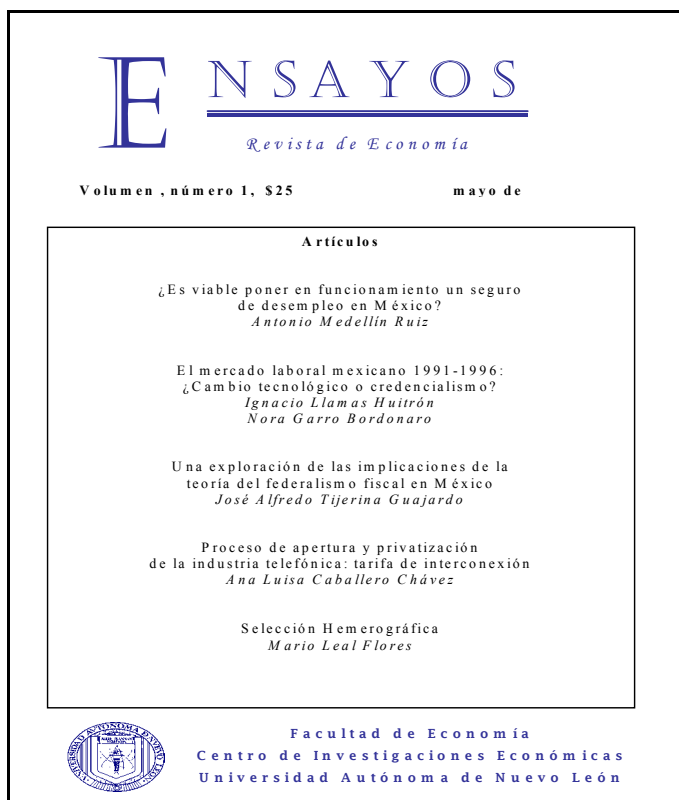 ENSAYOS
Revista de Economía
Volumen , número 1, $25 mayo de
Artículos
¿Es viable poner en funcionamiento un seguro
de desempleo en México?
Antonio Medellín Ruiz
El mercado laboral mexicano 1991-1996:
¿Cambio tecnológico o credencialismo?
Ignacio Llamas Huitrón
Nora Garro Bordonaro
Una exploración de las implicaciones de la
teoría del federalismo fiscal en México
José Alfredo Tijerina Guajardo
Proceso de apertura y privatización
de la industria telefónica: tarifa de interconexión
Ana Luisa Caballero Chávez
Selección Hemerográfica
Mario Leal Flores
Facultad de Economía
Centro de Investigaciones Económicas
Universidad Autónoma de Nuevo León